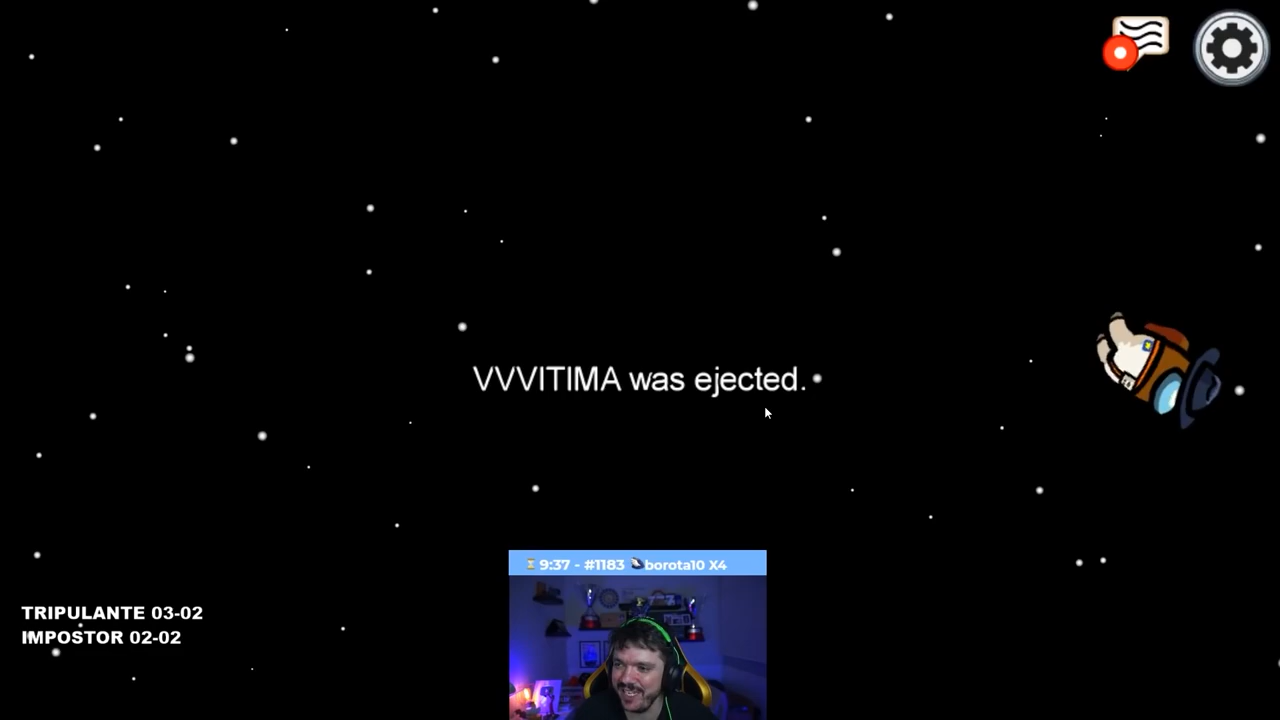 VVVITIMA was ejected.
9:37 - #1183 borota10 X4
TRIPULANTE 03-02
IMPOSTOR 02-02